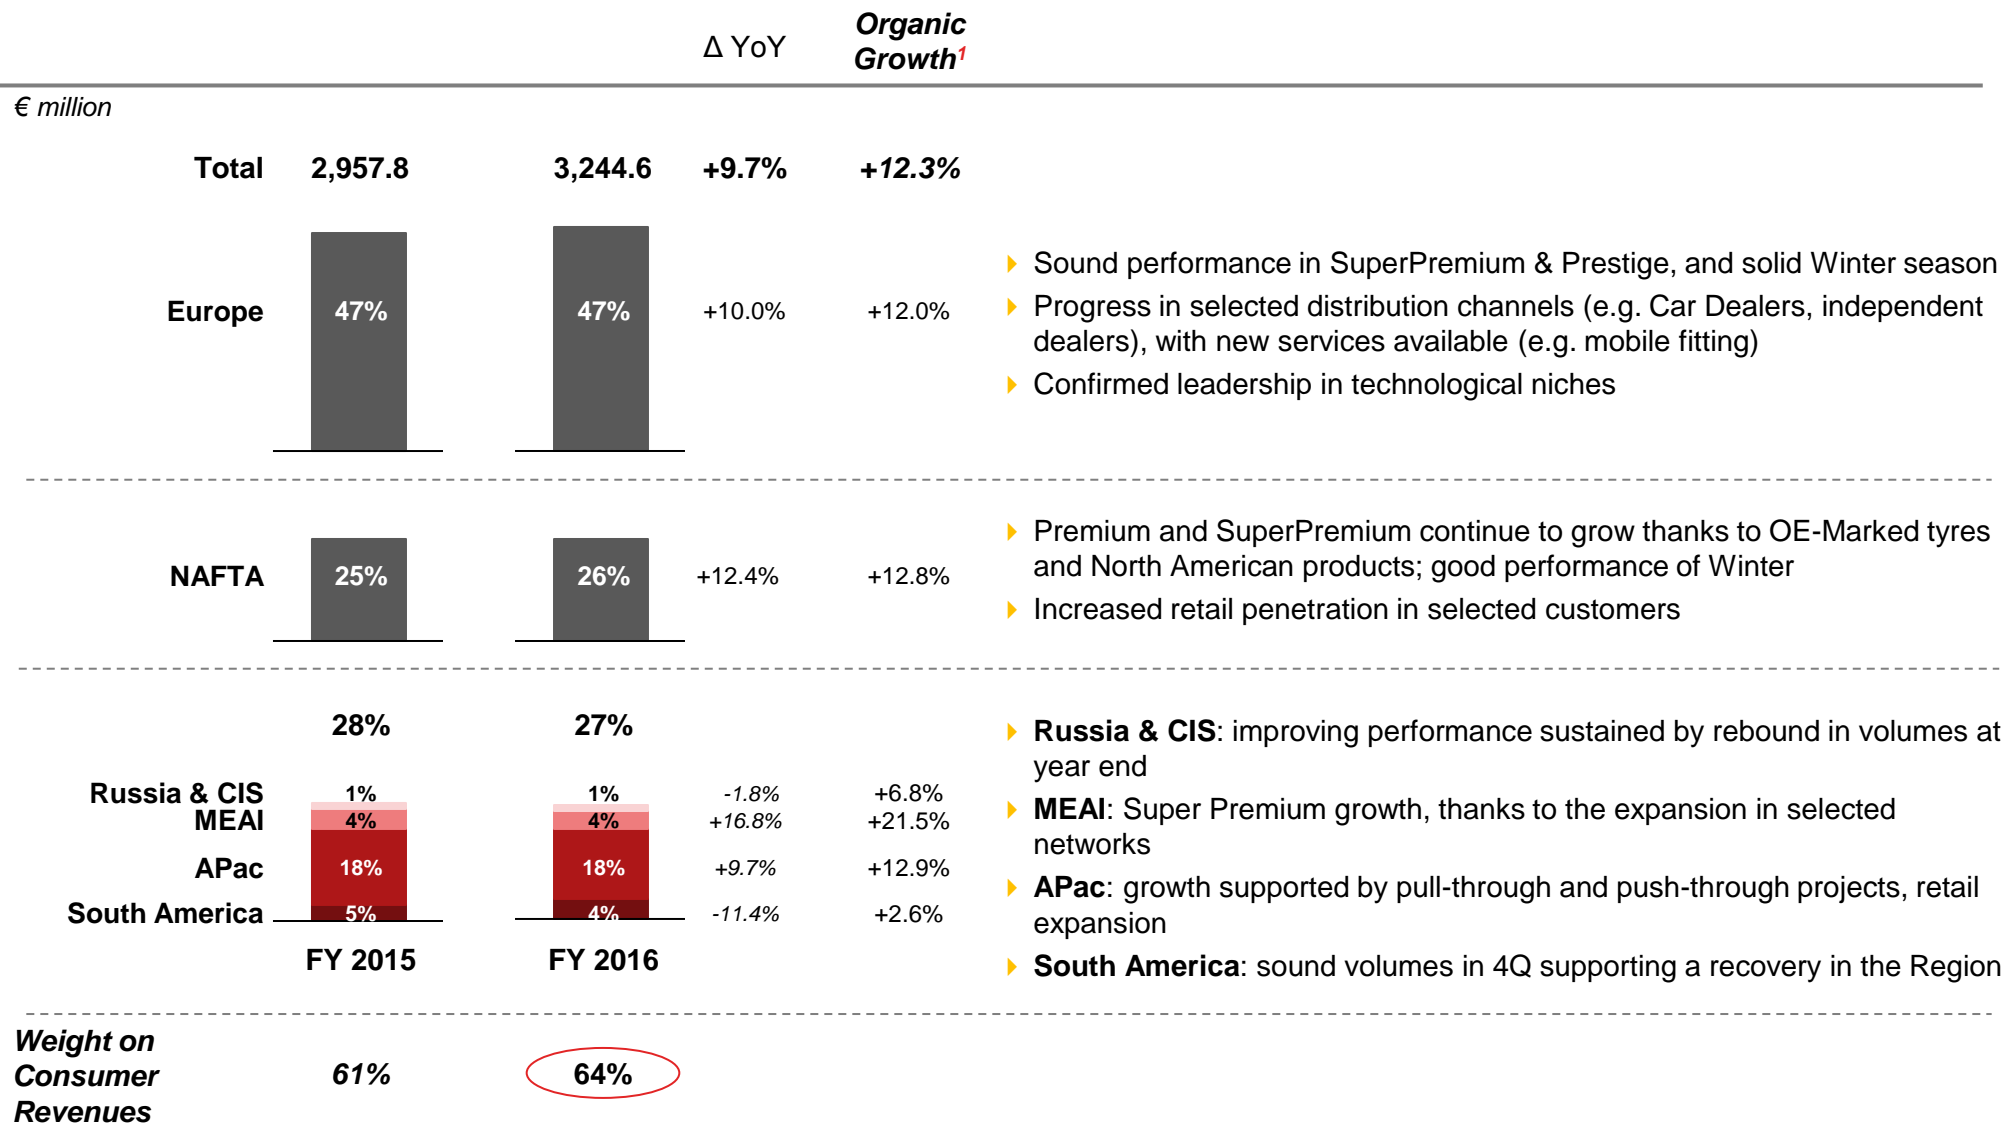 Δ YoY
Organic
Growth1
€ million
Total 2,957.8 3,244.6 +9.7% +12.3%
Europe 47% 47% +10.0% +12.0%
Sound performance in SuperPremium & Prestige, and solid Winter season
Progress in selected distribution channels (e.g. Car Dealers, independent
dealers), with new services available (e.g. mobile fitting)
Confirmed leadership in technological niches
NAFTA 25% 26% +12.4% +12.8%
Premium and SuperPremium continue to grow thanks to OE-Marked tyres
and North American products; good performance of Winter
Increased retail penetration in selected customers
28% 27%
Russia & CIS 1% 1% -1.8% +6.8%
MEAI 4% 4% +16.8% +21.5%
APac 18% 18% +9.7% +12.9%
South America 5% 4% -11.4% +2.6%
FY 2015 FY 2016
Russia & CIS: improving performance sustained by rebound in volumes at
year end
MEAI: Super Premium growth, thanks to the expansion in selected
networks
APac: growth supported by pull-through and push-through projects, retail
expansion
South America: sound volumes in 4Q supporting a recovery in the Region
Weight on
Consumer
Revenues
61% 64%